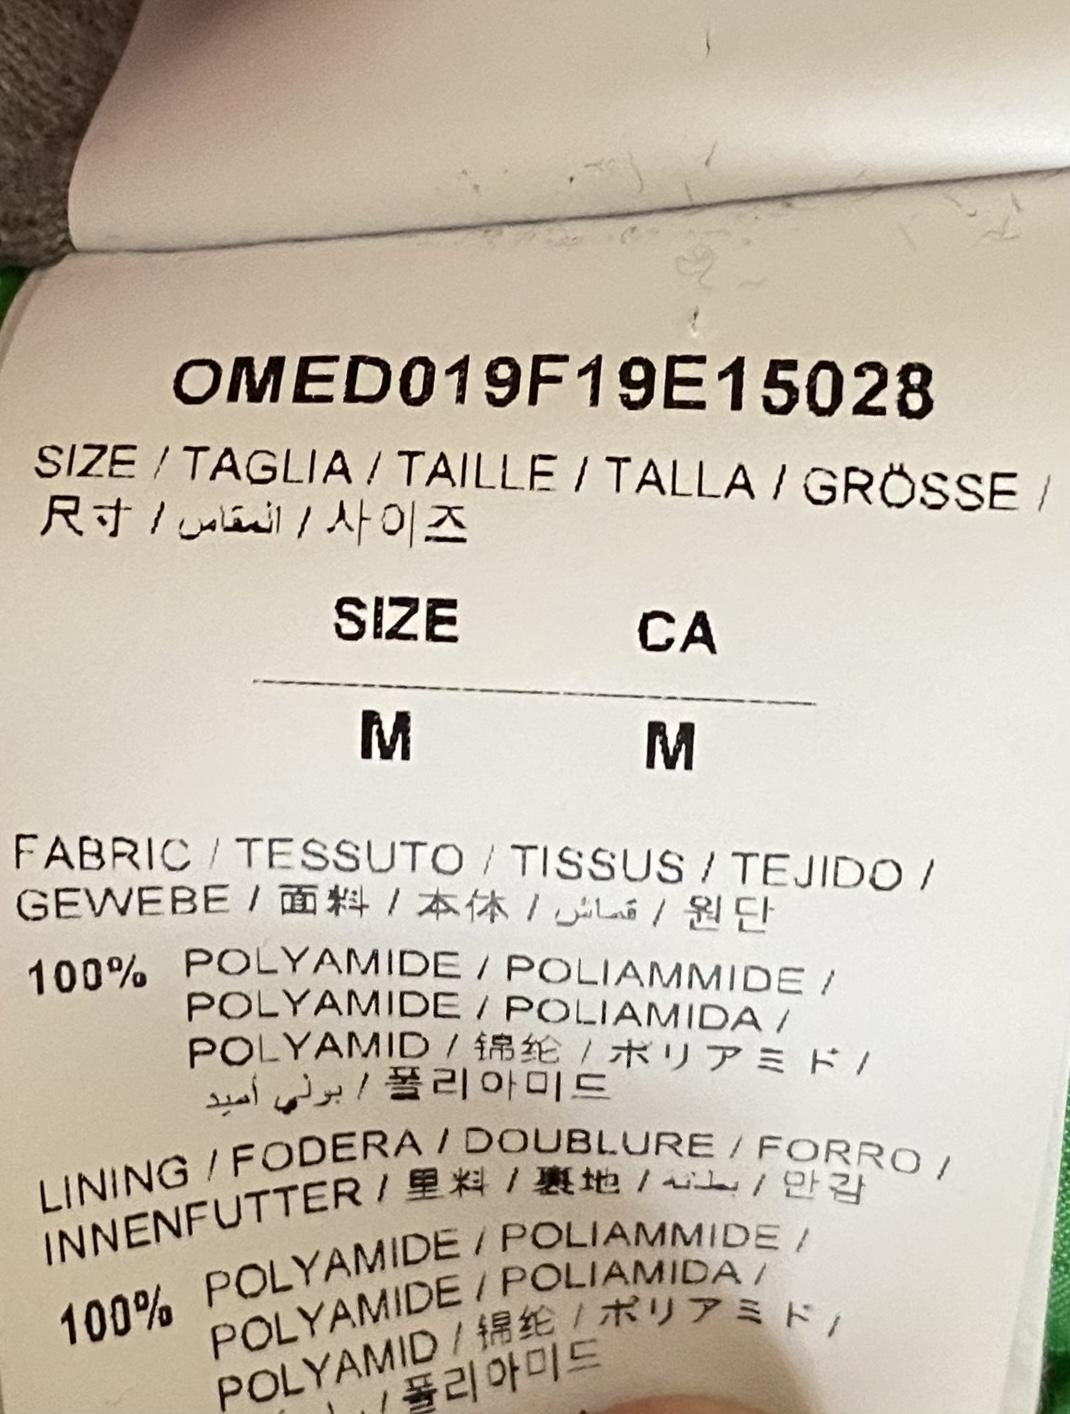 OMED019F19E15028
SIZE / TAGLIA / TAILLE / TALLA / GRÖSSE /
尺寸 / المقاس / 사이즈
SIZE CA
M M
FABRIC / TESSUTO / TISSUS / TEJIDO /
GEWEBE / 面料 / 本体 / قماش / 원단
100% POLYAMIDE / POLIAMMIDE /
POLYAMIDE / POLIAMIDA /
POLYAMID / 锦纶 / ポリアミド /
بولي أميد / 폴리아미드
LINING / FODERA / DOUBLURE / FORRO /
INNENFUTTER / 里料 / 裏地 / بطانة / 안감
100% POLYAMIDE / POLIAMMIDE /
POLYAMIDE / POLIAMIDA /
POLYAMID / 锦纶 / ポリアミド /
/ 폴리아미드